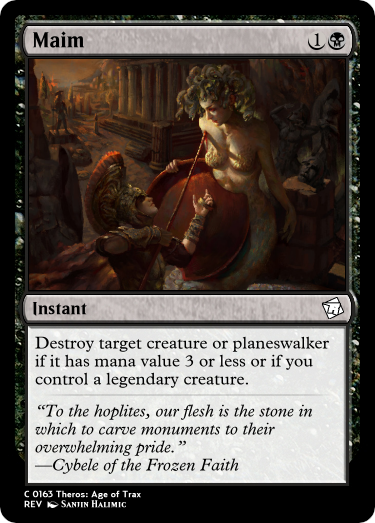 Maim 1
Instant
Destroy target creature or planeswalker
if it has mana value 3 or less or if you
control a legendary creature.
“To the hoplites, our flesh is the stone in
which to carve monuments to their
overwhelming pride.”
—Cybele of the Frozen Faith
C 0163 Theros: Age of Trax
REV Santin Halimic